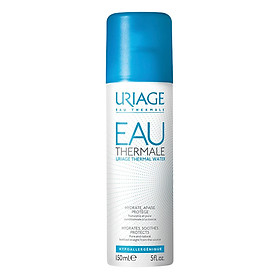 URIAGE
EAU THERMALE
EAU
THERMALE
URIAGE THERMAL WATER
HYDRATE, APAISE,
PROTÈGE
HYDRATES, SOOTHES,
PROTECTS
HYPOALLERGÉNIQUE
150ml e 5fl.oz.